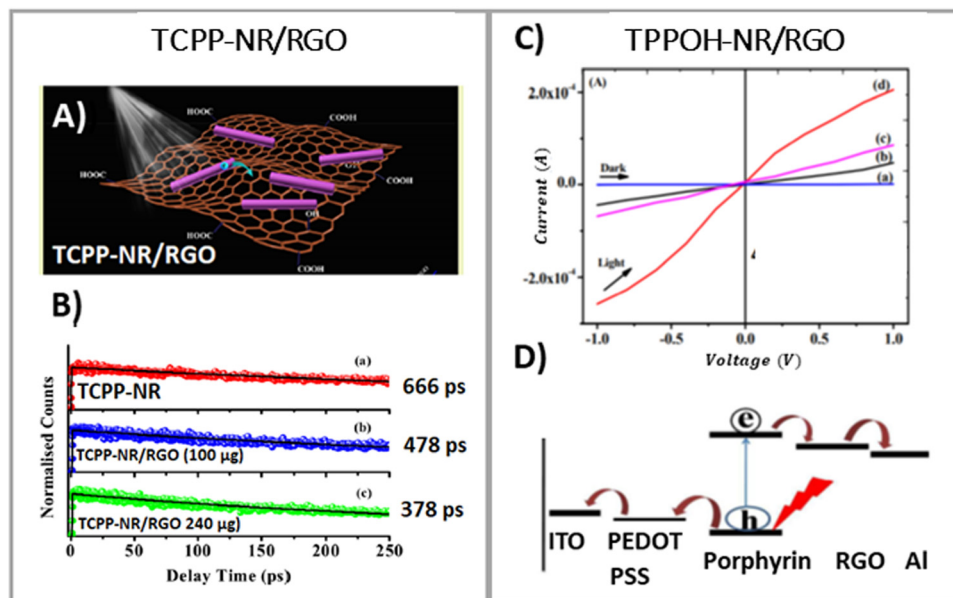 TCPP-NR/RGO
A)
HOOC
COOH
HOOC
OH
COOH
OH
HOOC
COOH
TCPP-NR/RGO
B)
Normalised Counts
(a)
TCPP-NR
666 ps
(b)
TCPP-NR/RGO (100 µg)
478 ps
(c)
TCPP-NR/RGO 240 µg)
378 ps
0 50 100 150 200 250
Delay Time (ps)
TPPOH-NR/RGO
C)
(A)
Current (A)
2.0x10⁻⁴
0.0
-2.0x10⁻⁴
(d)
(c)
(b)
(a)
Dark
Light
-1.0 -0.5 0.0 0.5 1.0
Voltage (V)
D)
e
h
ITO PEDOT PSS Porphyrin RGO Al